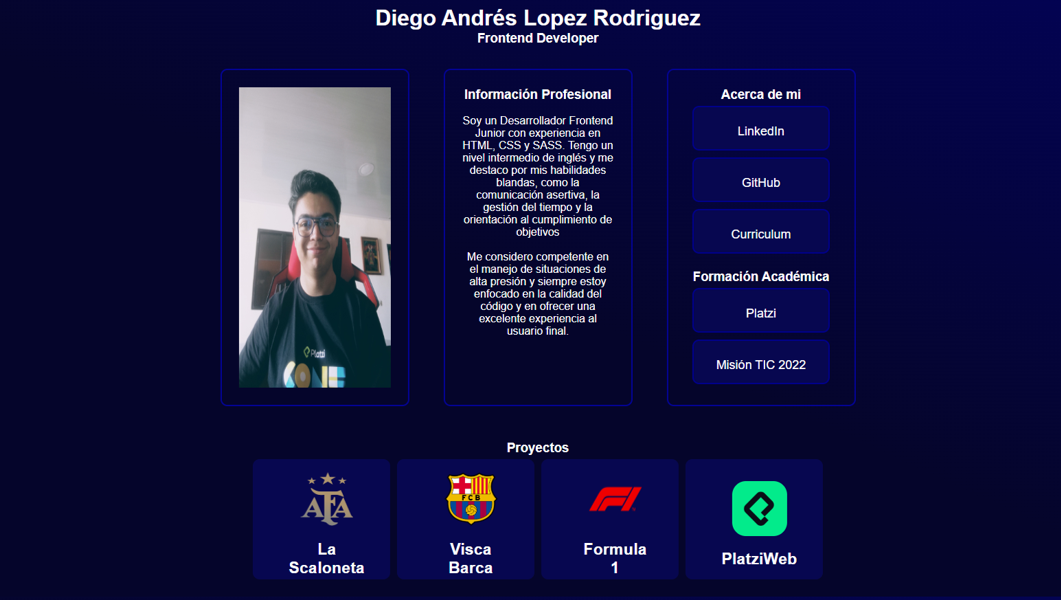 Diego Andrés Lopez Rodriguez
Frontend Developer
Información Profesional
Soy un Desarrollador Frontend
Junior con experiencia en
HTML, CSS y SASS. Tengo un
nivel intermedio de inglés y me
destaco por mis habilidades
blandas, como la
comunicación asertiva, la
gestión del tiempo y la
orientación al cumplimiento de
objetivos
Me considero competente en
el manejo de situaciones de
alta presión y siempre estoy
enfocado en la calidad del
código y en ofrecer una
excelente experiencia al
usuario final.
Acerca de mi
LinkedIn
GitHub
Curriculum
Formación Académica
Platzi
Misión TIC 2022
Platzi
Proyectos
AFA
La
Scaloneta
FCB
Visca
Barca
F1
Formula
1
PlatziWeb